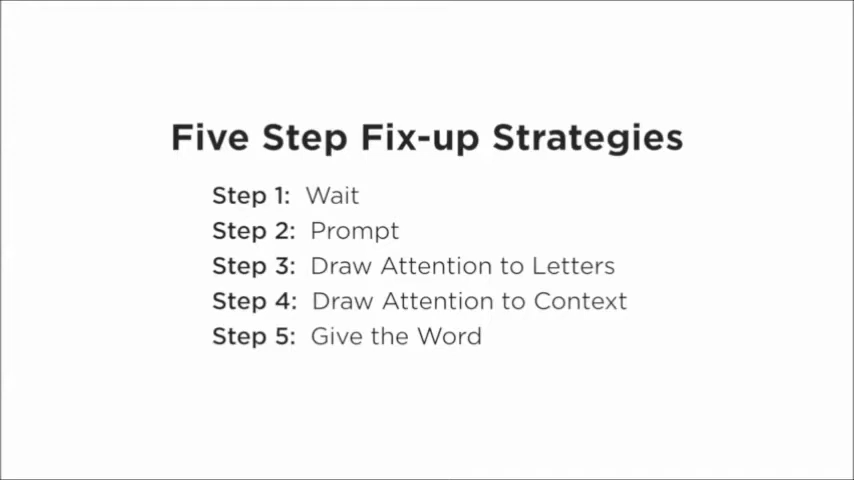 Five Step Fix-up Strategies
Step 1: Wait
Step 2: Prompt
Step 3: Draw Attention to Letters
Step 4: Draw Attention to Context
Step 5: Give the Word